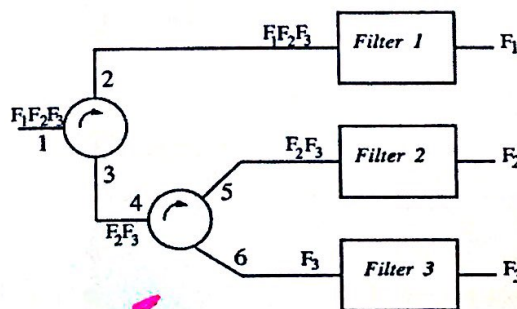 F₁F₂F₃ Filter 1 F₁
2
F₁F₂F₃
1
3
F₂F₃ Filter 2 F₂
4 5
F₂F₃
6
F₃ Filter 3 F₂